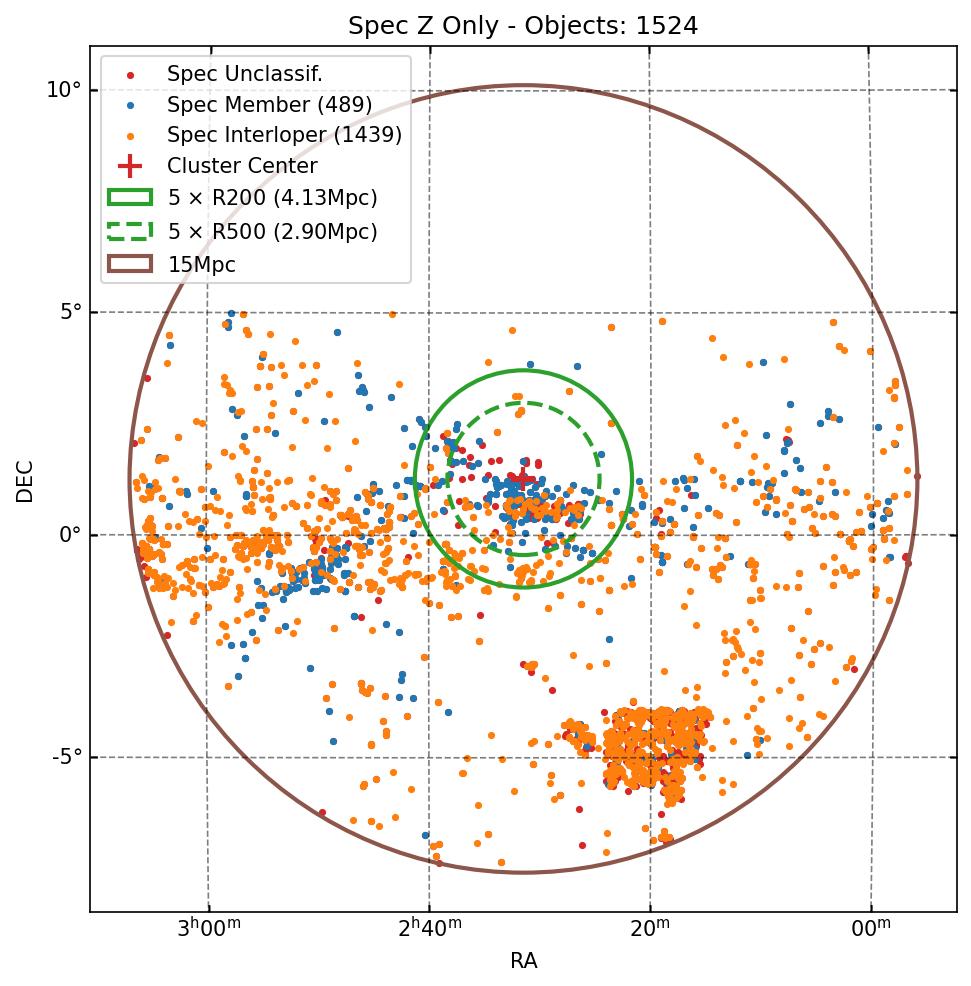 Spec Z Only - Objects: 1524
Spec Unclassif.
Spec Member (489)
Spec Interloper (1439)
Cluster Center
5 × R200 (4.13Mpc)
5 × R500 (2.90Mpc)
15Mpc
10°
5°
0°
-5°
DEC
3ʰ00ᵐ
2ʰ40ᵐ
20ᵐ
00ᵐ
RA